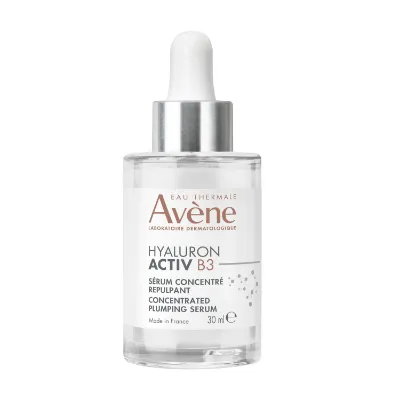 EAU THERMALE
Avène
LABORATOIRE DERMATOLOGIQUE
HYALURON
ACTIV B3
SÉRUM CONCENTRÉ
REPULPANT
CONCENTRATED
PLUMPING SERUM
Made in France 30 ml ℮